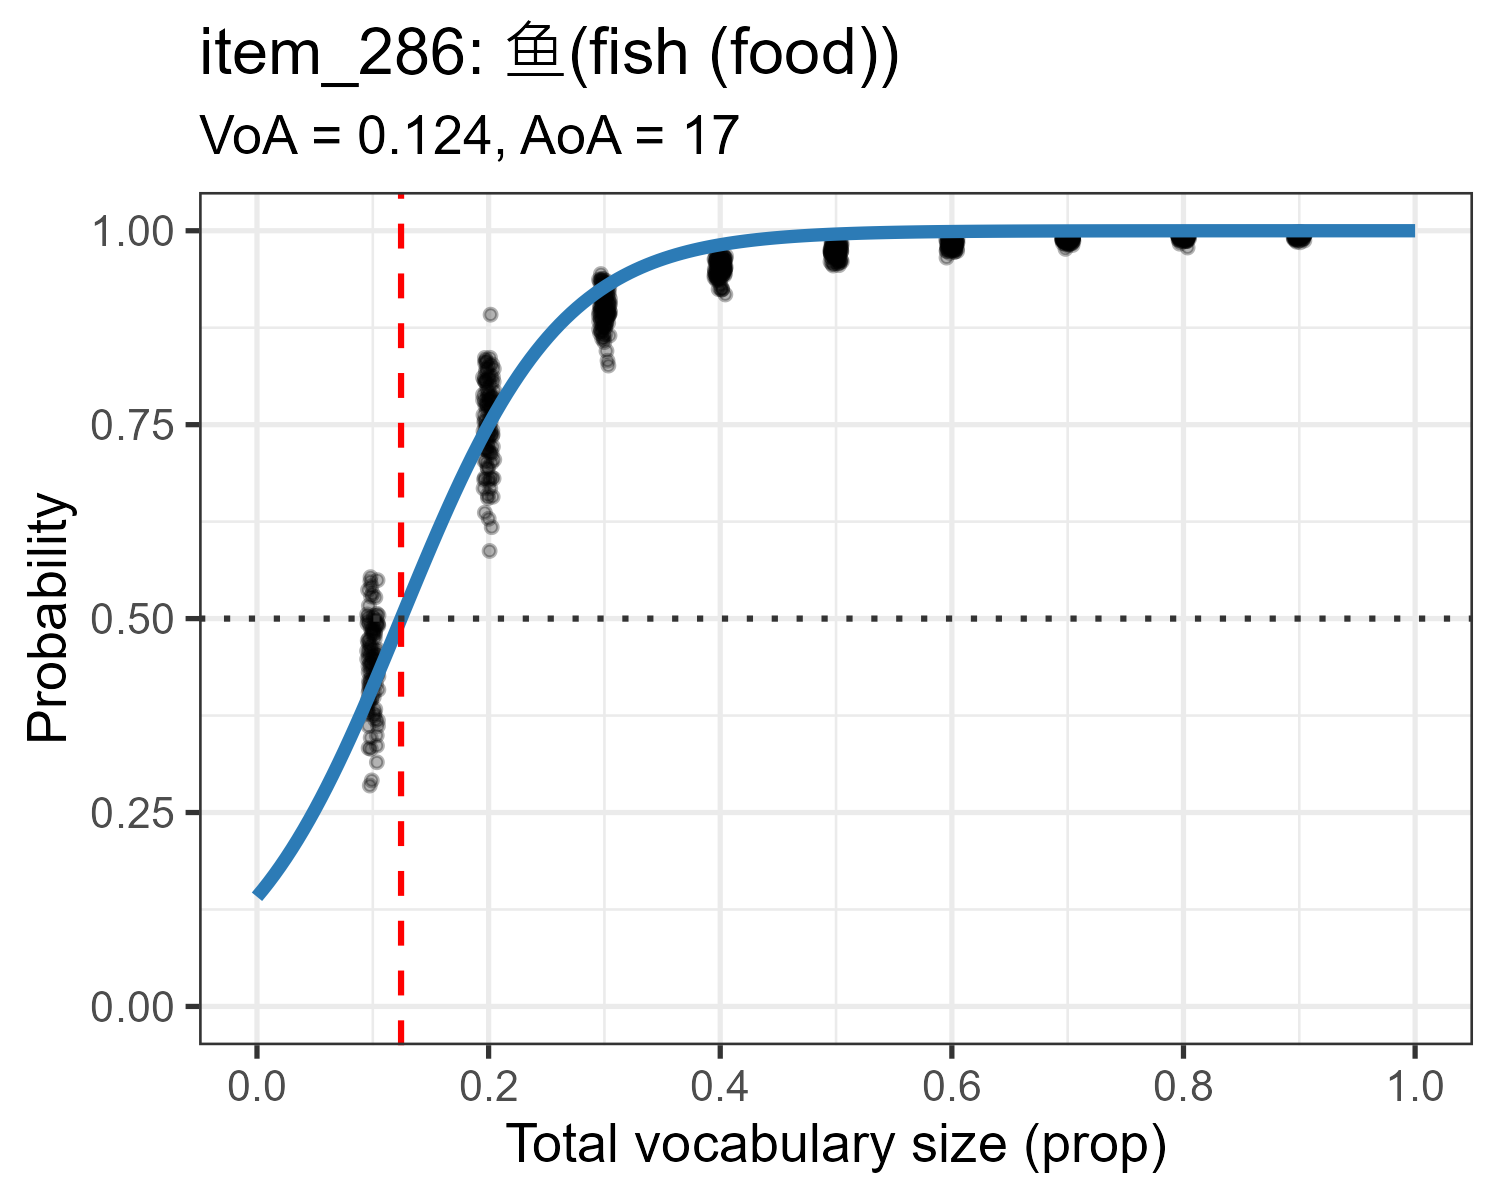 item_286: 鱼(fish (food))
VoA = 0.124, AoA = 17
1.00
0.75
0.50
0.25
0.00
Probability
0.0 0.2 0.4 0.6 0.8 1.0
Total vocabulary size (prop)